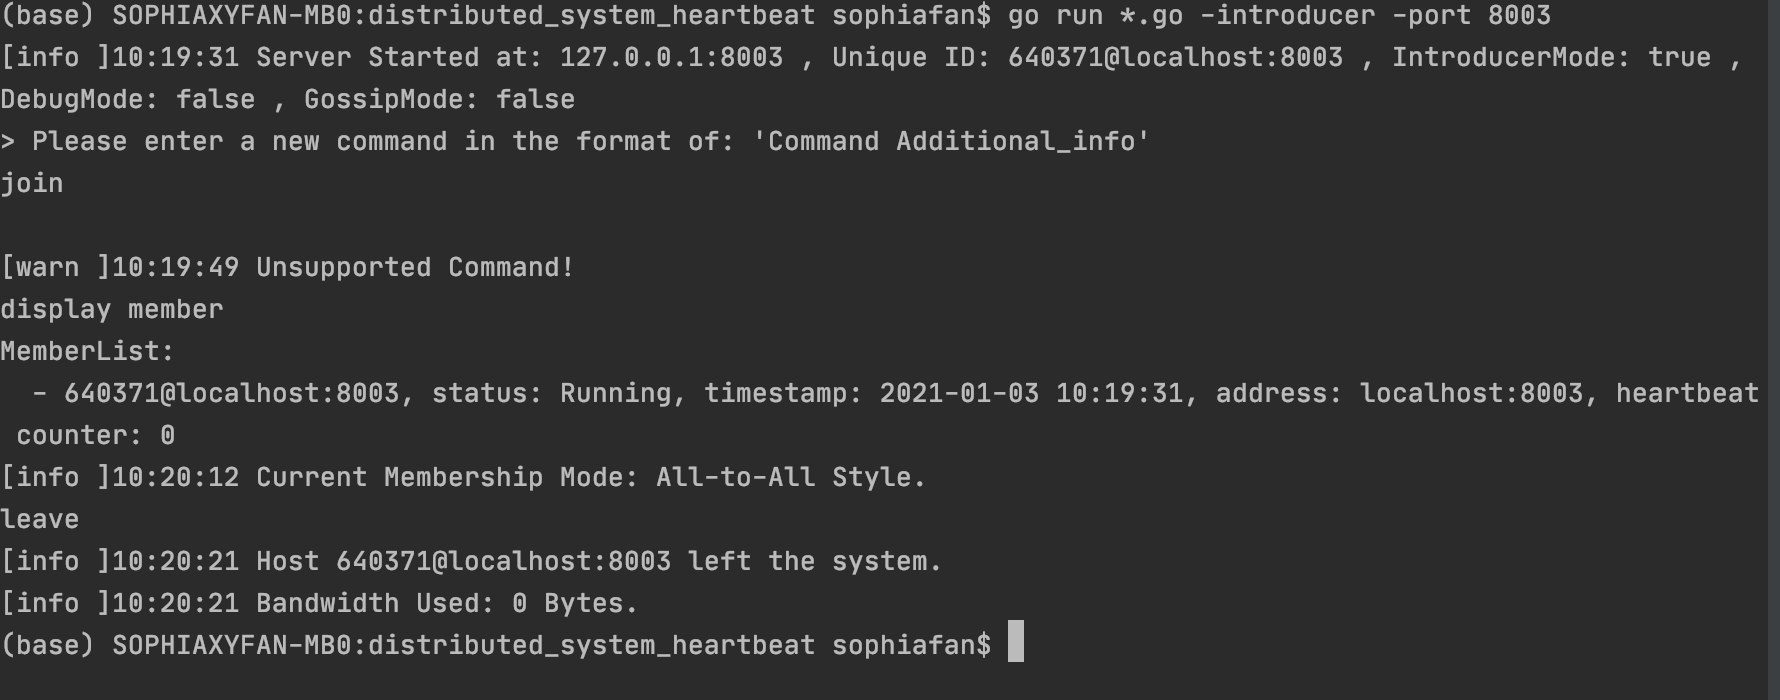 (base) SOPHIAXYFAN-MB0:distributed_system_heartbeat sophiafan$ go run *.go -introducer -port 8003
[info ]10:19:31 Server Started at: 127.0.0.1:8003 , Unique ID: 640371@localhost:8003 , IntroducerMode: true ,
DebugMode: false , GossipMode: false
> Please enter a new command in the format of: 'Command Additional_info'
join
[warn ]10:19:49 Unsupported Command!
display member
MemberList:
  - 640371@localhost:8003, status: Running, timestamp: 2021-01-03 10:19:31, address: localhost:8003, heartbeat
 counter: 0
[info ]10:20:12 Current Membership Mode: All-to-All Style.
leave
[info ]10:20:21 Host 640371@localhost:8003 left the system.
[info ]10:20:21 Bandwidth Used: 0 Bytes.
(base) SOPHIAXYFAN-MB0:distributed_system_heartbeat sophiafan$